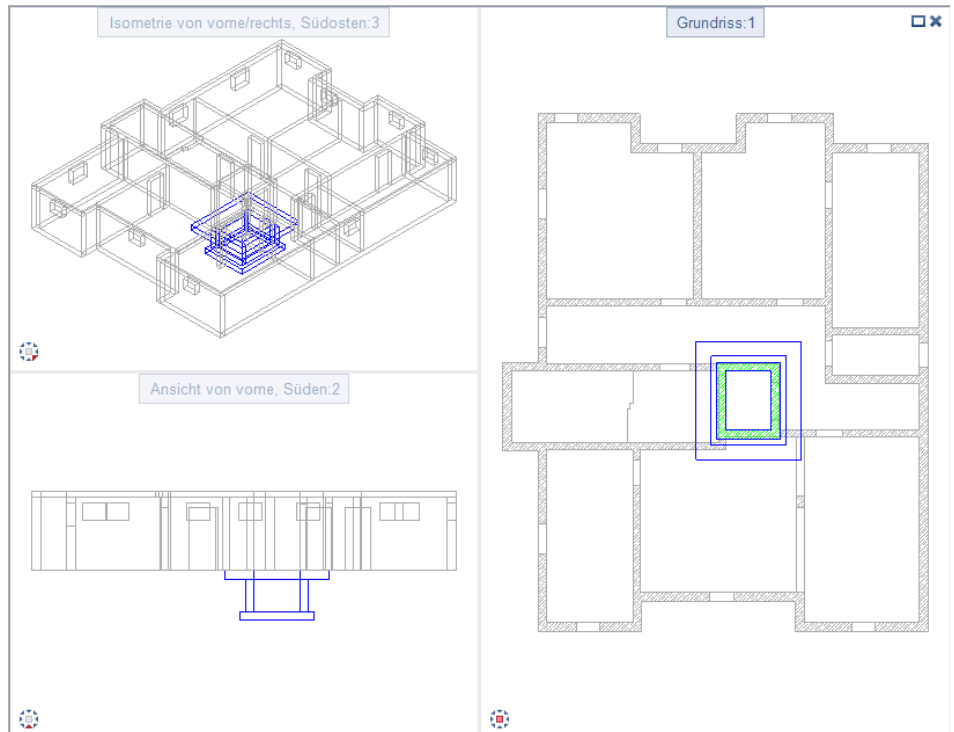 Isometrie von vorne/rechts, Südosten:3
Grundriss:1
Ansicht von vorne, Süden:2